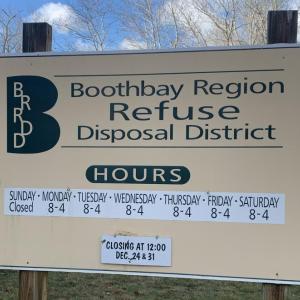 BRRDD
Boothbay Region
Refuse
Disposal District
HOURS
SUNDAY · MONDAY · TUESDAY · WEDNESDAY · THURSDAY · FRIDAY · SATURDAY
Closed 8-4 8-4 8-4 8-4 8-4 8-4
CLOSING AT 12:00
DEC. 24 & 31